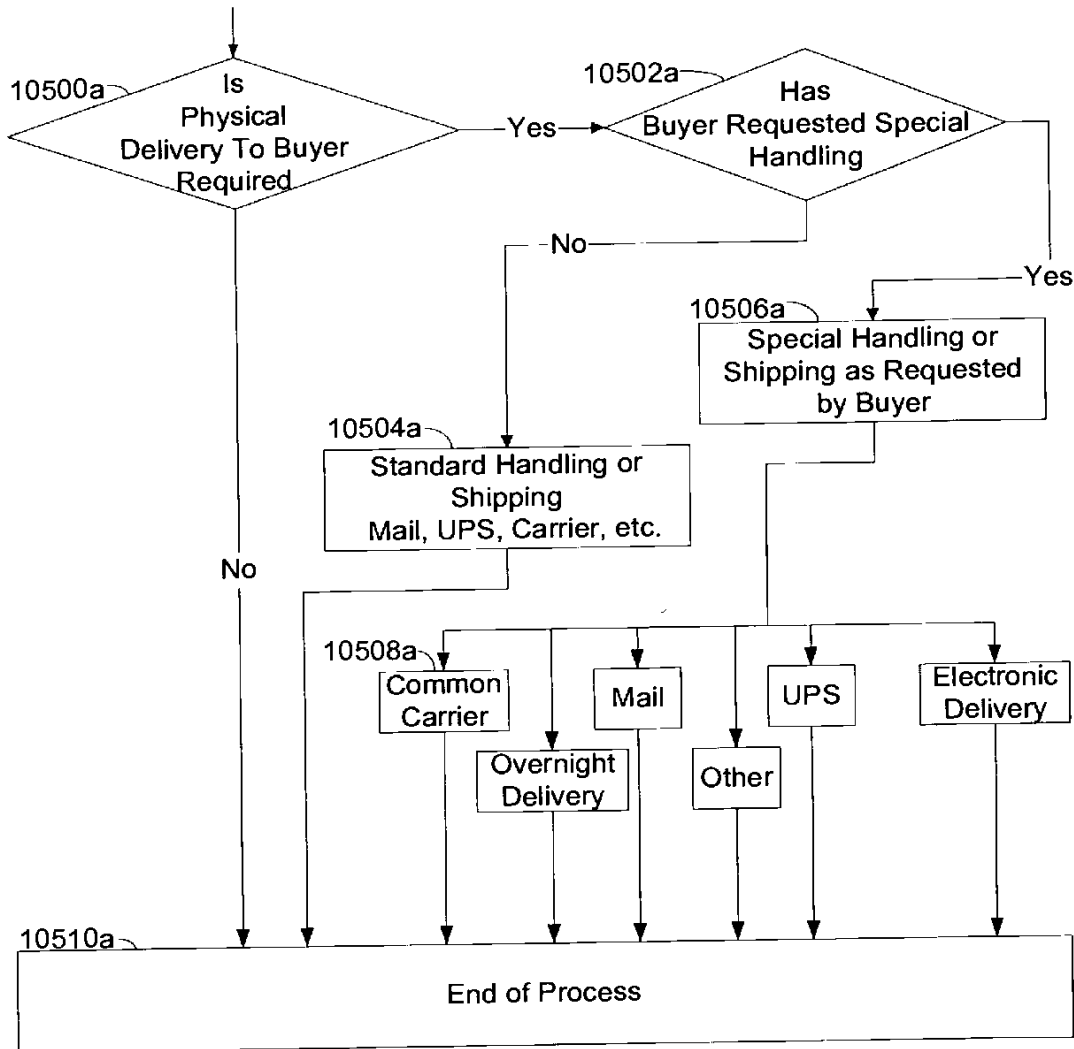 10500a
Is
Physical
Delivery To Buyer
Required
Yes
10502a
Has
Buyer Requested Special
Handling
No
Yes
10506a
Special Handling or
Shipping as Requested
by Buyer
10504a
Standard Handling or
Shipping
Mail, UPS, Carrier, etc.
No
10508a
Common
Carrier
Overnight
Delivery
Mail
Other
UPS
Electronic
Delivery
10510a
End of Process